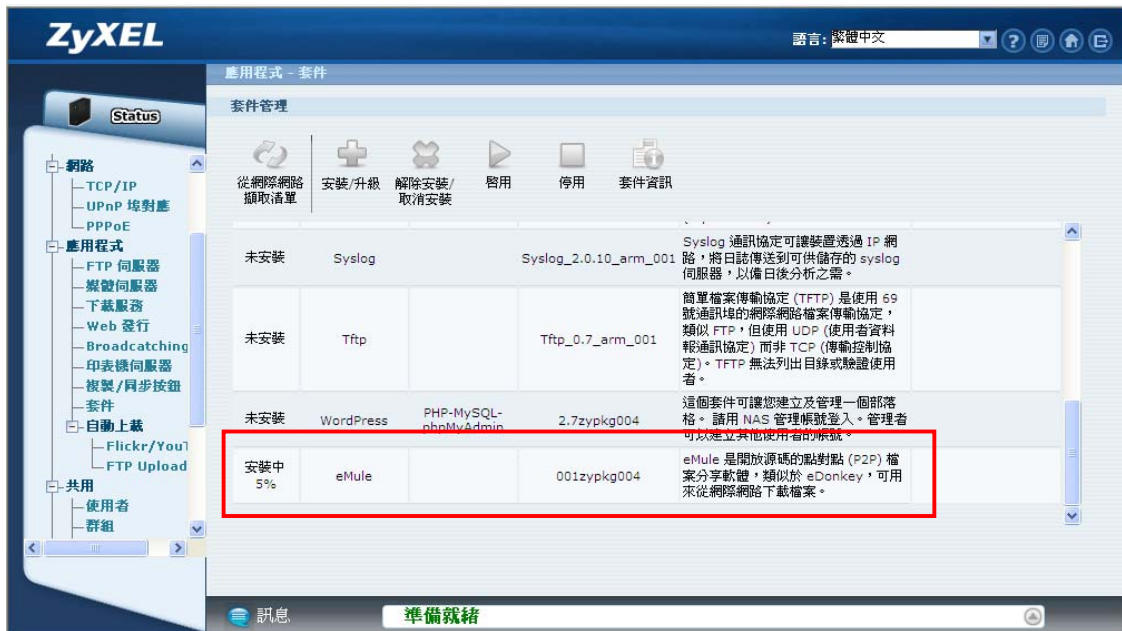 ZyXEL
語言:
繁體中文
應用程式 - 套件
Status
套件管理
從網際網路
擷取清單
安裝/升級
解除安裝/
取消安裝
啓用
停用
套件資訊
網路
TCP/IP
UPnP 埠對應
PPPoE
應用程式
FTP 伺服器
媒體伺服器
下載服務
Web 發行
Broadcatching
印表機伺服器
複製/同步按鈕
套件
自動上載
Flickr/YouT
FTP Upload
共用
使用者
群組
未安裝
Syslog
Syslog_2.0.10_arm_001
Syslog 通訊協定可讓裝置透過 IP 網
路,將日誌傳送到可供儲存的 syslog
伺服器,以備日後分析之需。
未安裝
Tftp
Tftp_0.7_arm_001
簡單檔案傳輸協定 (TFTP) 是使用 69
號通訊埠的網際網路檔案傳輸協定,
類似 FTP,但使用 UDP (使用者資料
報通訊協定) 而非 TCP (傳輸控制協
定)。TFTP 無法列出目錄或驗證使用
者。
未安裝
WordPress
PHP-MySQL-
phpMyAdmin
2.7zypkg004
這個套件可讓您建立及管理一個部落
格。 請用 NAS 管理帳號登入。管理者
可以建立其他使用者的帳號。
安裝中
5%
eMule
001zypkg004
eMule 是開放源碼的點對點 (P2P) 檔
案分享軟體,類似於 eDonkey,可用
來從網際網路下載檔案。
訊息
準備就緒